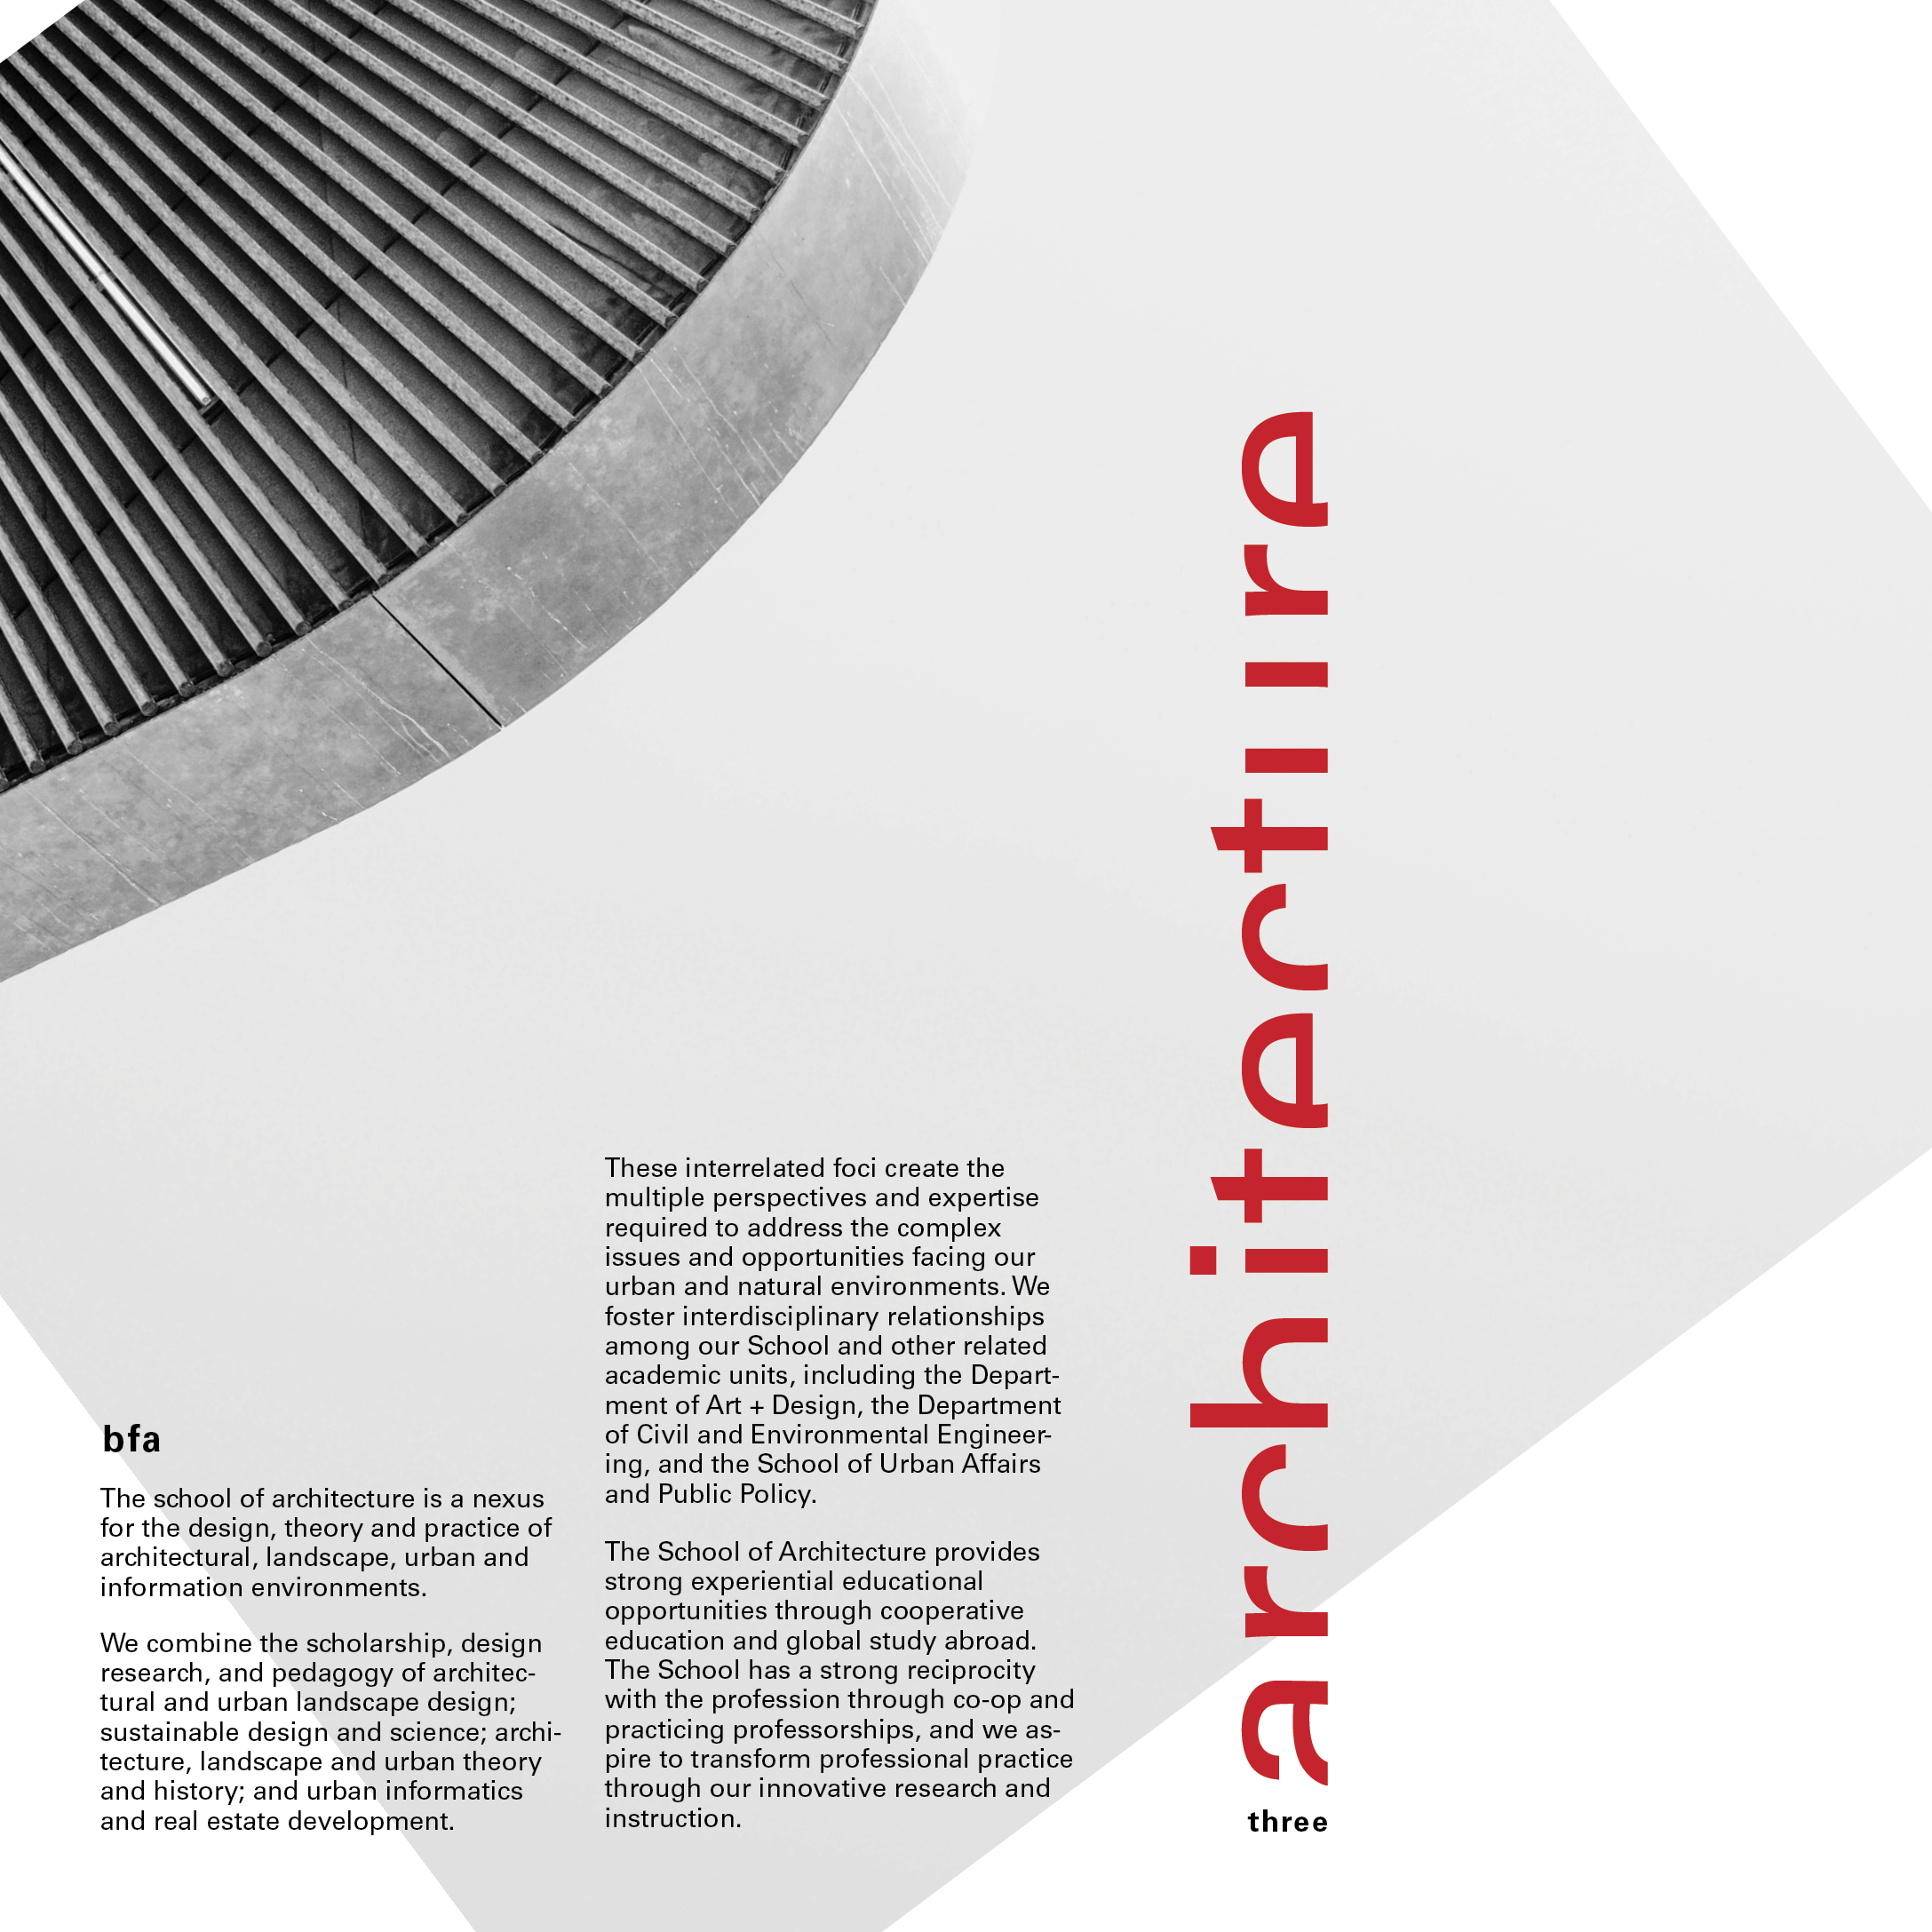 bfa
The school of architecture is a nexus
for the design, theory and practice of
architectural, landscape, urban and
information environments.
We combine the scholarship, design
research, and pedagogy of architec-
tural and urban landscape design;
sustainable design and science; archi-
tecture, landscape and urban theory
and history; and urban informatics
and real estate development.
These interrelated foci create the
multiple perspectives and expertise
required to address the complex
issues and opportunities facing our
urban and natural environments. We
foster interdisciplinary relationships
among our School and other related
academic units, including the Depart-
ment of Art + Design, the Department
of Civil and Environmental Engineer-
ing, and the School of Urban Affairs
and Public Policy.
The School of Architecture provides
strong experiential educational
opportunities through cooperative
education and global study abroad.
The School has a strong reciprocity
with the profession through co-op and
practicing professorships, and we as-
pire to transform professional practice
through our innovative research and
instruction.
architecture
three